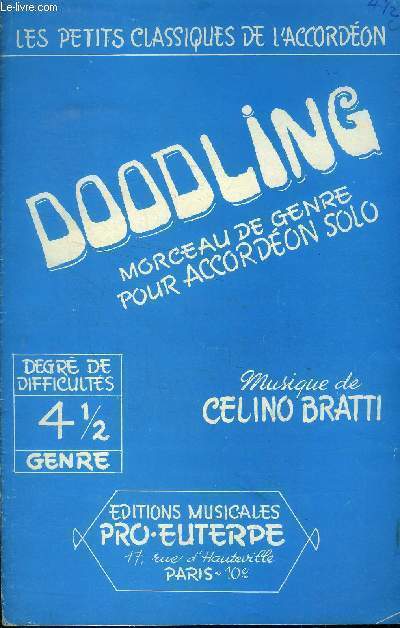 © Le-livre.com
LES PETITS CLASSIQUES DE L'ACCORDÉON
DOODLING
MORCEAU DE GENRE
POUR ACCORDÉON SOLO
DEGRÉ DE
DIFFICULTÉS
4 1/2
GENRE
Musique de
CELINO BRATTI
EDITIONS MUSICALES
PRO-EUTERPE
17, rue d'Hauteville
PARIS-10e